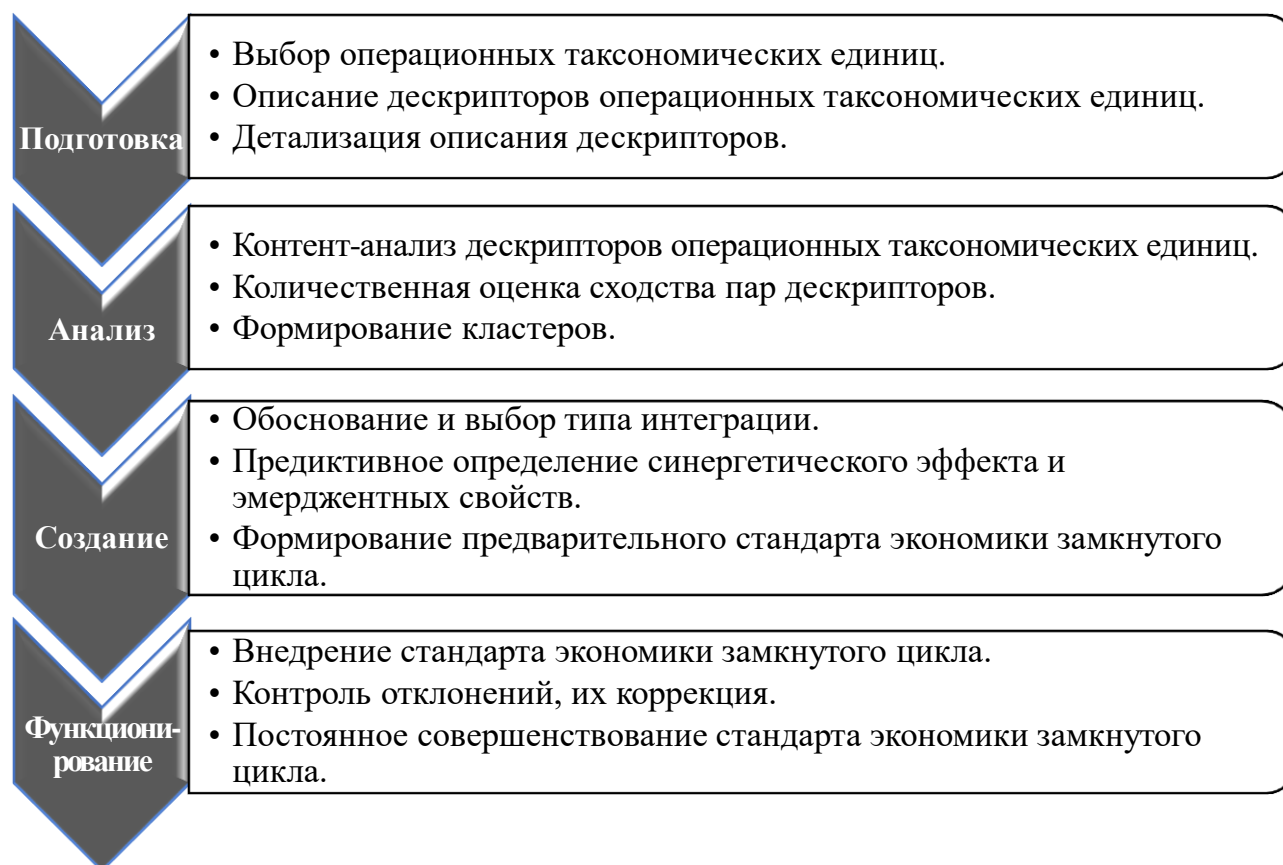 Подготовка
• Выбор операционных таксономических единиц.
• Описание дескрипторов операционных таксономических единиц.
• Детализация описания дескрипторов.
Анализ
• Контент-анализ дескрипторов операционных таксономических единиц.
• Количественная оценка сходства пар дескрипторов.
• Формирование кластеров.
Создание
• Обоснование и выбор типа интеграции.
• Предиктивное определение синергетического эффекта и
эмерджентных свойств.
• Формирование предварительного стандарта экономики замкнутого
цикла.
Функциони-
рование
• Внедрение стандарта экономики замкнутого цикла.
• Контроль отклонений, их коррекция.
• Постоянное совершенствование стандарта экономики замкнутого
цикла.